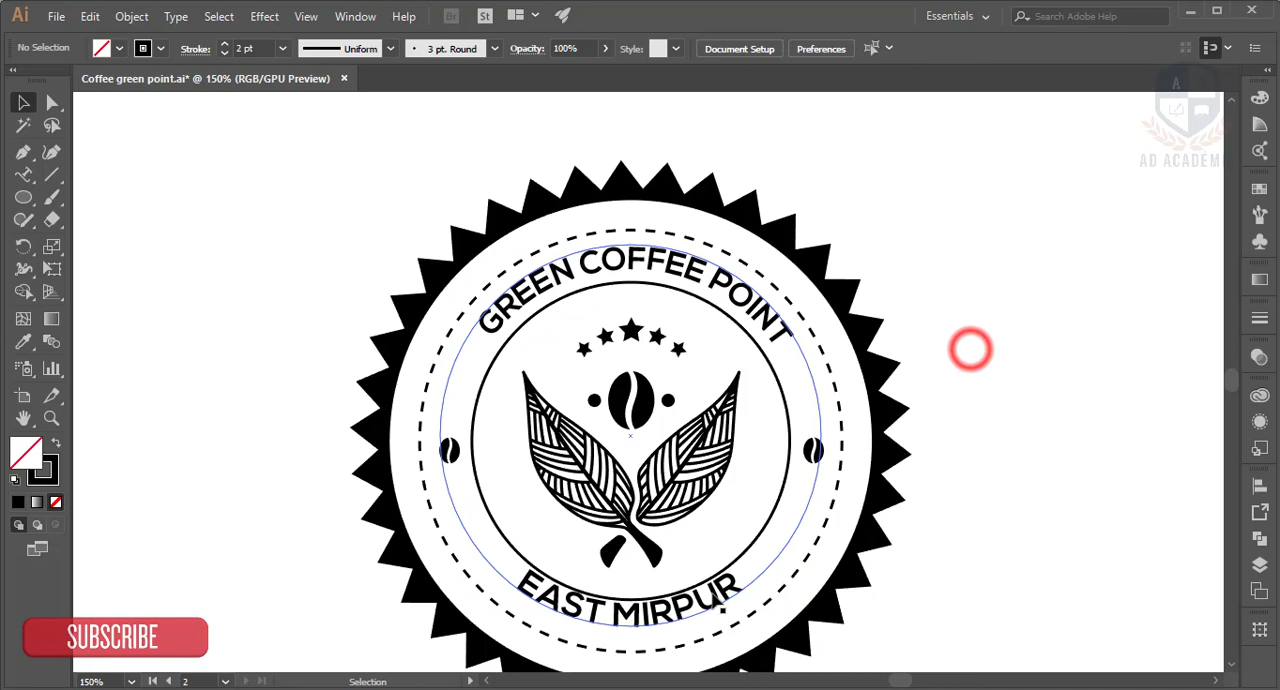 Ai File Edit Object Type Select Effect View Window Help Br St Essentials Search Adobe Help
No Selection Stroke: 2 pt Uniform 3 pt. Round Opacity: 100% Style: Document Setup Preferences
Coffee green point.ai* @ 150% (RGB/GPU Preview)
A
AD ACADEM
GREEN COFFEE POINT
EAST MIRPUR
SUBSCRIBE
150% 2 Selection